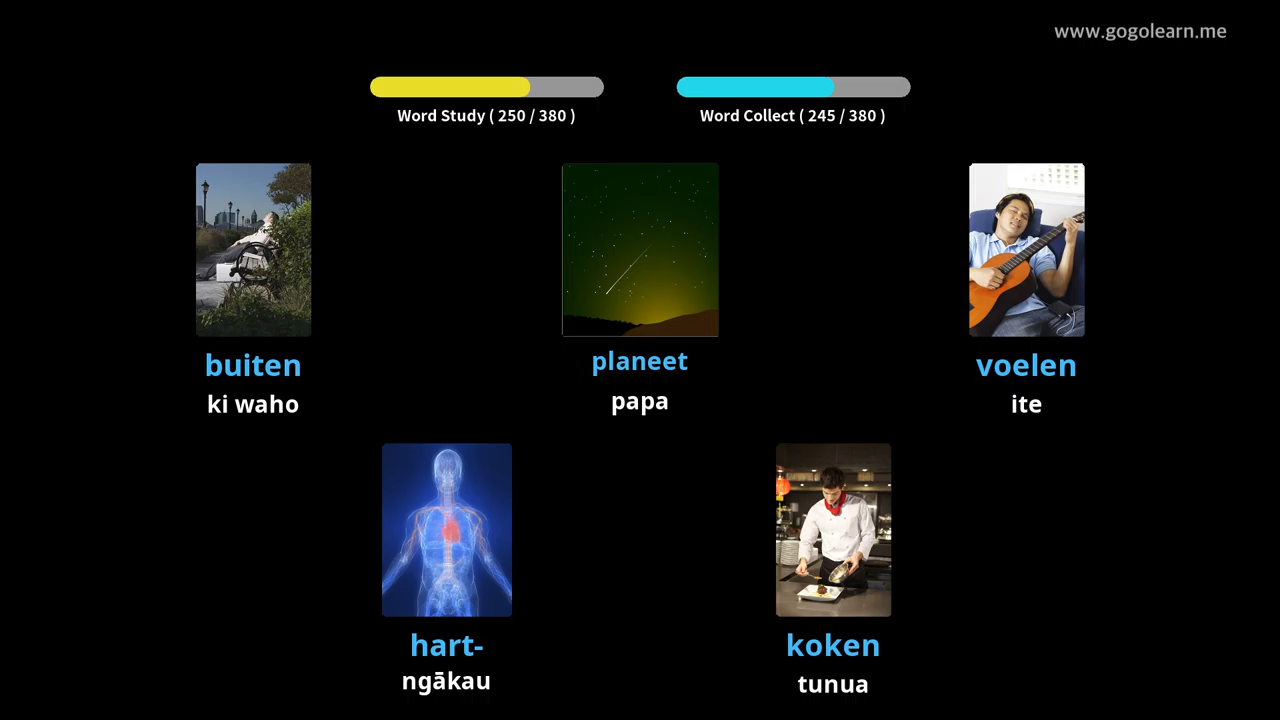 www.gogolearn.me
Word Study ( 250 / 380 )
Word Collect ( 245 / 380 )
buiten
ki waho
planeet
papa
voelen
ite
hart-
ngākau
koken
tunua